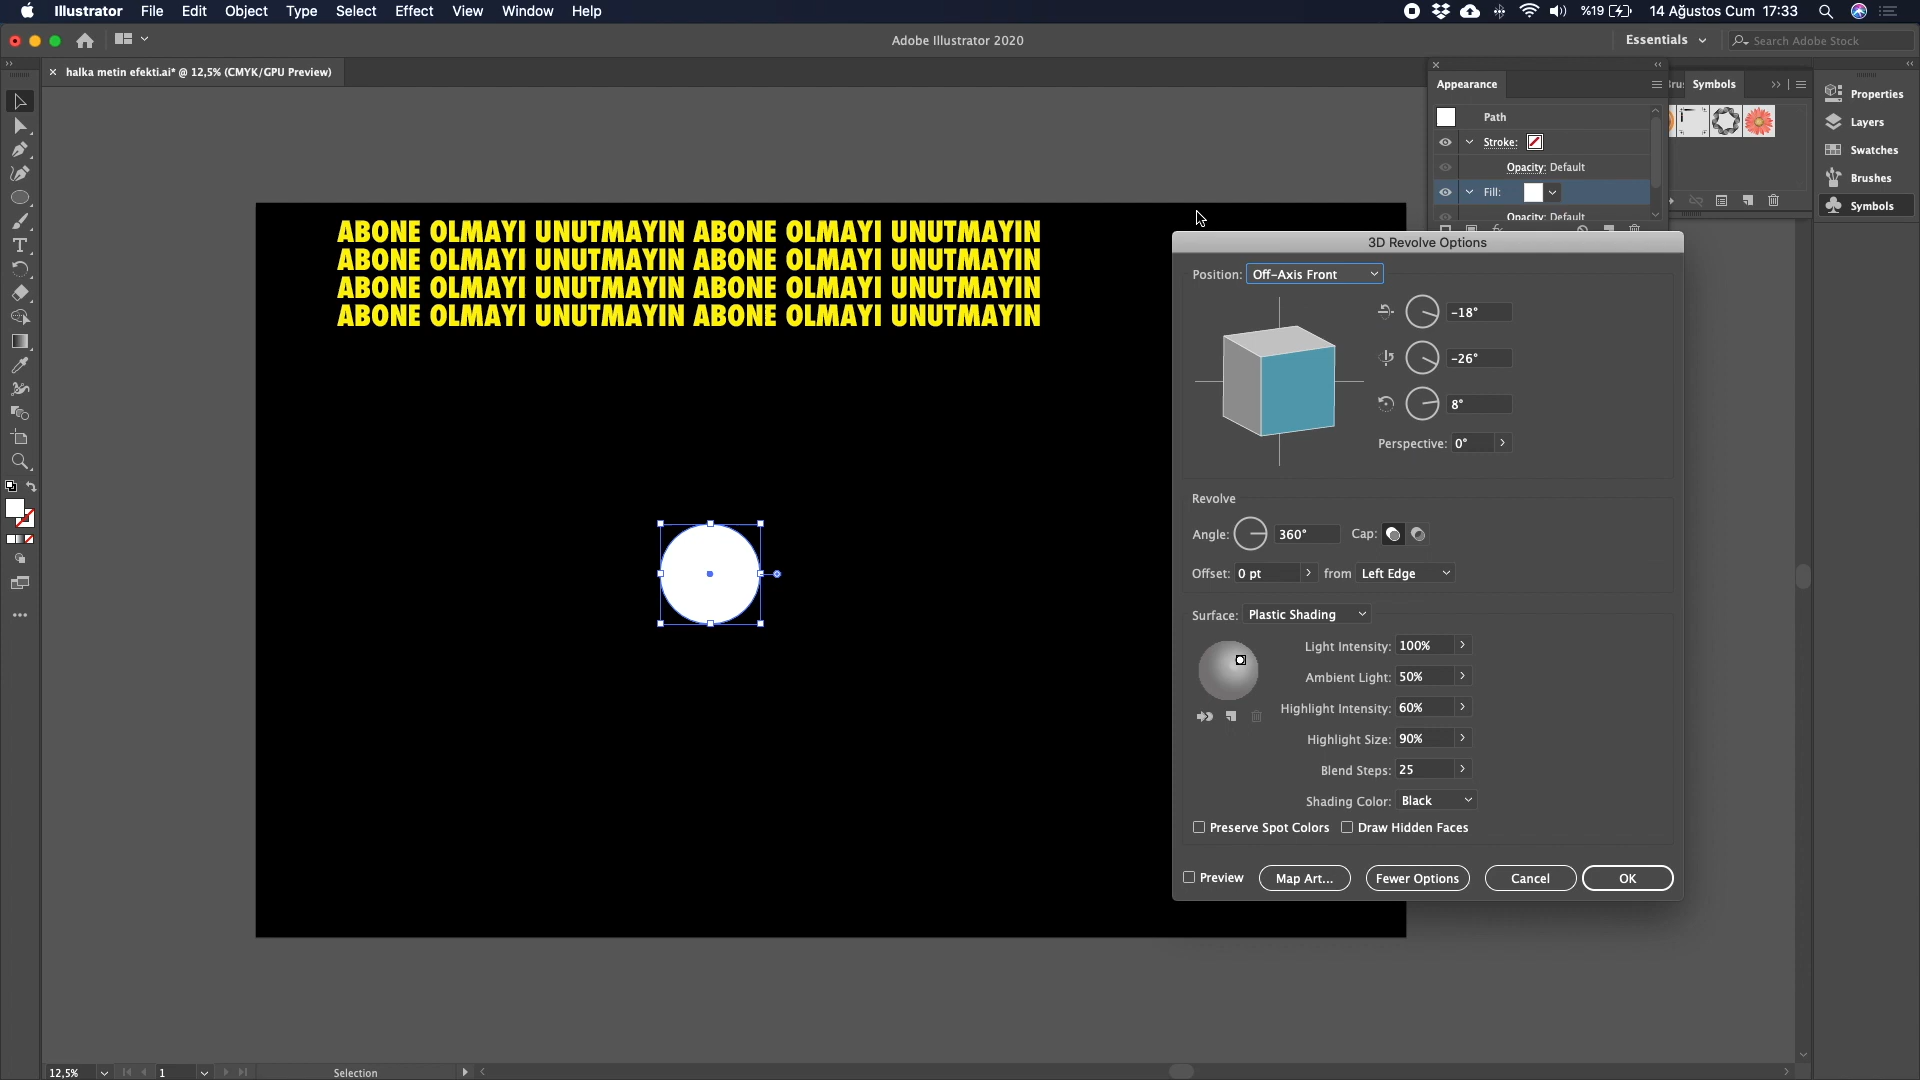 Illustrator File Edit Object Type Select Effect View Window Help
%19
14 Ağustos Cum 17:33
Adobe Illustrator 2020
Essentials
Search Adobe Stock
halka metin efekti.ai* @ 12,5% (CMYK/GPU Preview)
Appearance
Symbols
Path
Stroke:
Opacity: Default
Fill:
Opacity: Default
Properties
Layers
Swatches
Brushes
Symbols
ABONE OLMAYI UNUTMAYIN ABONE OLMAYI UNUTMAYIN
ABONE OLMAYI UNUTMAYIN ABONE OLMAYI UNUTMAYIN
ABONE OLMAYI UNUTMAYIN ABONE OLMAYI UNUTMAYIN
ABONE OLMAYI UNUTMAYIN ABONE OLMAYI UNUTMAYIN
3D Revolve Options
Position: Off-Axis Front
-18°
-26°
8°
Perspective: 0°
Revolve
Angle: 360° Cap:
Offset: 0 pt from Left Edge
Surface: Plastic Shading
Light Intensity: 100%
Ambient Light: 50%
Highlight Intensity: 60%
Highlight Size: 90%
Blend Steps: 25
Shading Color: Black
Preserve Spot Colors Draw Hidden Faces
Preview Map Art... Fewer Options Cancel OK
12,5% 1 Selection